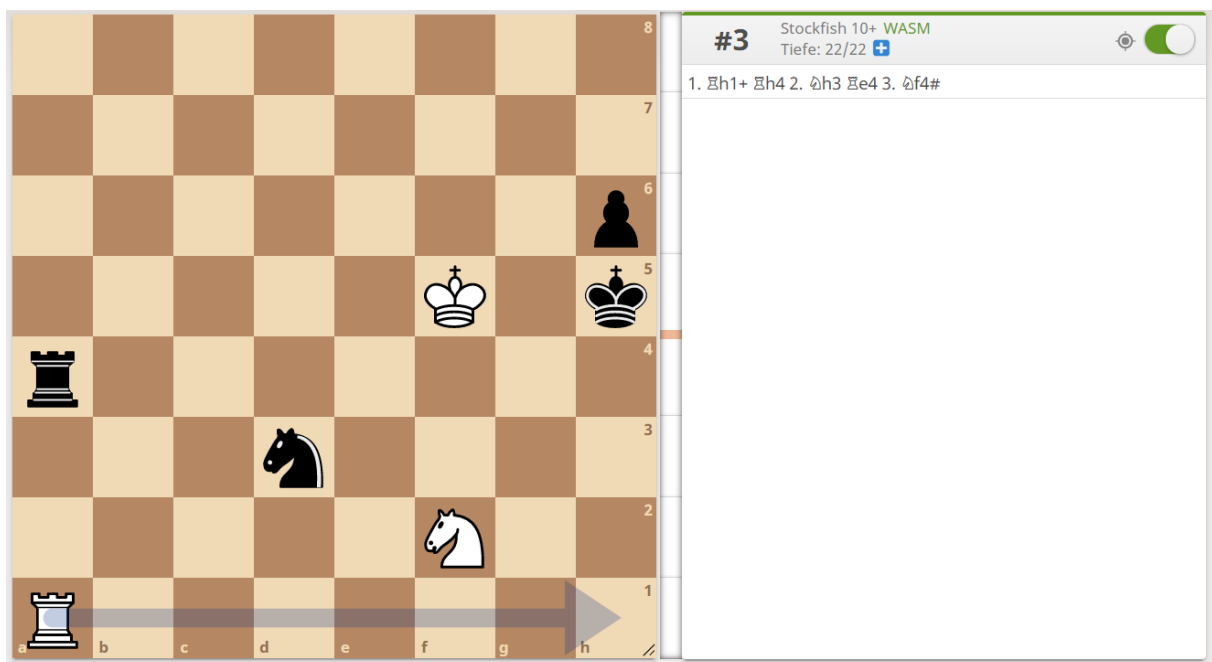 8
7
6
5
4
3
2
1
a b c d e f g h
#3
Stockfish 10+ WASM
Tiefe: 22/22
1. ♖h1+ ♖h4 2. ♘h3 ♖e4 3. ♘f4#